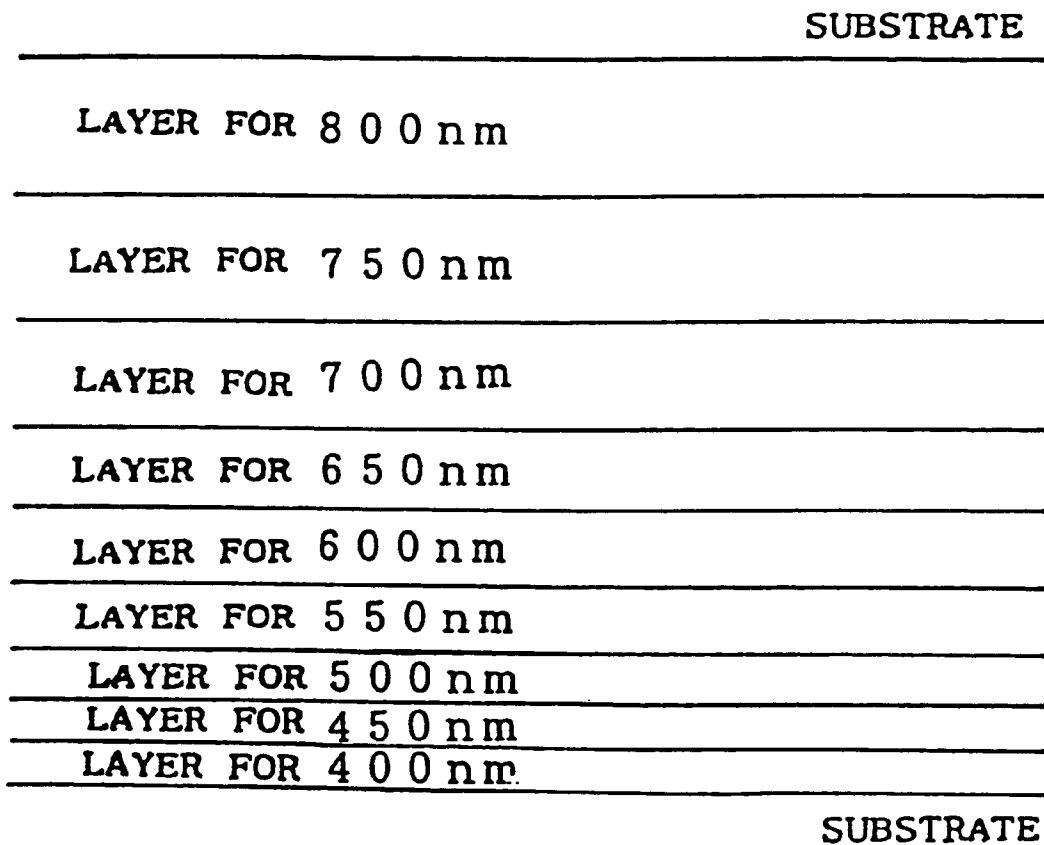 SUBSTRATE
LAYER FOR 800nm
LAYER FOR 750nm
LAYER FOR 700nm
LAYER FOR 650nm
LAYER FOR 600nm
LAYER FOR 550nm
LAYER FOR 500nm
LAYER FOR 450nm
LAYER FOR 400nm
SUBSTRATE